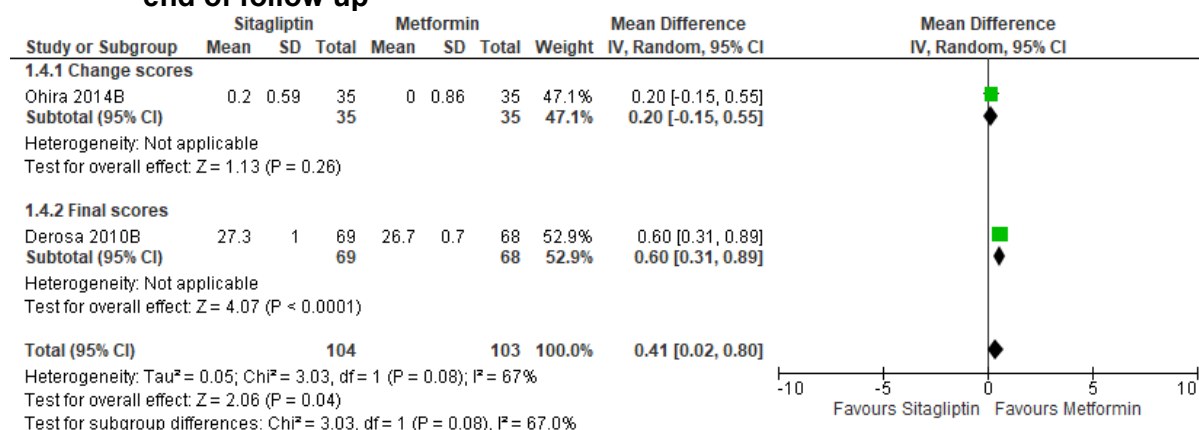 end of follow up
Sitagliptin Metformin Mean Difference Mean Difference
Study or Subgroup Mean SD Total Mean SD Total Weight IV, Random, 95% CI IV, Random, 95% CI
1.4.1 Change scores
Ohira 2014B 0.2 0.59 35 0 0.86 35 47.1% 0.20 [-0.15, 0.55]
Subtotal (95% CI) 35 35 47.1% 0.20 [-0.15, 0.55]
Heterogeneity: Not applicable
Test for overall effect: Z = 1.13 (P = 0.26)
1.4.2 Final scores
Derosa 2010B 27.3 1 69 26.7 0.7 68 52.9% 0.60 [0.31, 0.89]
Subtotal (95% CI) 69 68 52.9% 0.60 [0.31, 0.89]
Heterogeneity: Not applicable
Test for overall effect: Z = 4.07 (P < 0.0001)
Total (95% CI) 104 103 100.0% 0.41 [0.02, 0.80]
Heterogeneity: Tau² = 0.05; Chi² = 3.03, df = 1 (P = 0.08); I² = 67%
Test for overall effect: Z = 2.06 (P = 0.04)
Test for subgroup differences: Chi² = 3.03, df = 1 (P = 0.08), I² = 67.0%
-10 -5 0 5 10
Favours Sitagliptin Favours Metformin